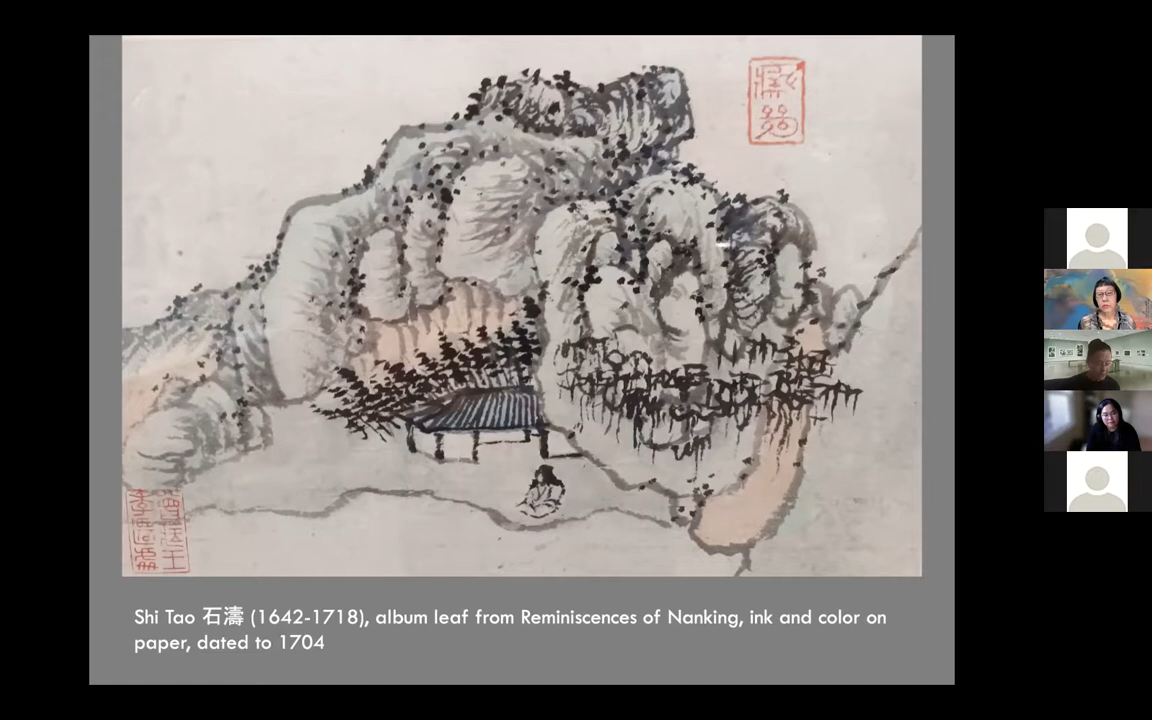 Shi Tao 石濤 (1642-1718), album leaf from Reminiscences of Nanking, ink and color on
paper, dated to 1704